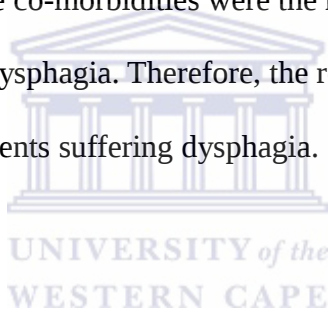 e co-morbidities were the
ysphagia. Therefore, the r
ents suffering dysphagia.
UNIVERSITY of the
WESTERN CAPE